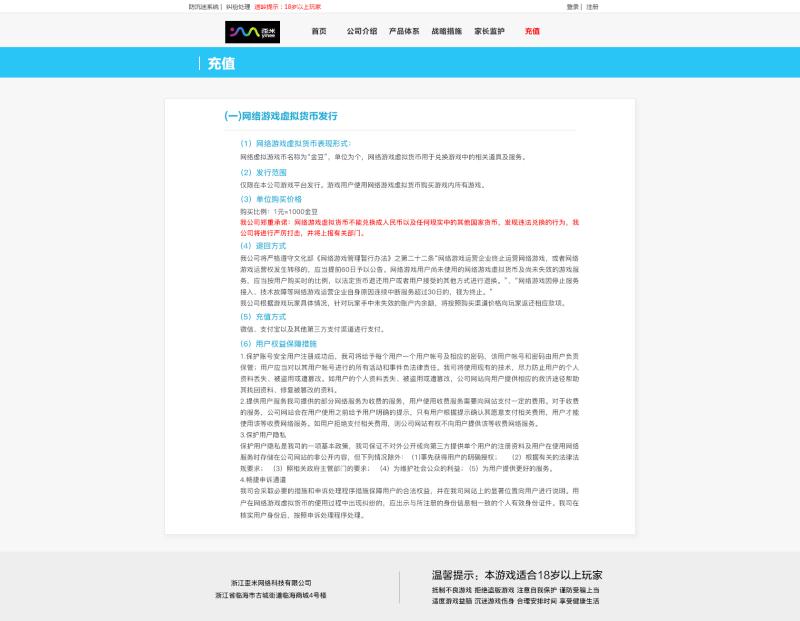 防沉迷系统 | 纠纷处理 适龄提示：18岁以上玩家 登录 | 注册
歪米 yimee 首页 公司介绍 产品体系 战略措施 家长监护 充值
充值
(一)网络游戏虚拟货币发行
（1）网络游戏虚拟货币表现形式:
网络虚拟游戏币名称为“金豆”，单位为个，网络游戏虚拟货币用于兑换游戏中的相关道具及服务。
（2）发行范围
仅限在本公司游戏平台发行。游戏用户使用网络游戏虚拟货币购买游戏内所有游戏。
（3）单位购买价格
购买比例：1元=1000金豆
我公司郑重承诺：网络游戏虚拟货币不能兑换成人民币以及任何现实中的其他国家货币，发现违法兑换的行为，我
公司将进行严厉打击，并将上报有关部门。
（4）退回方式
我公司将严格遵守文化部《网络游戏管理暂行办法》之第二十二条“网络游戏运营企业终止运营网络游戏，或者网络
游戏运营权发生转移的，应当提前60日予以公告。网络游戏用户尚未使用的网络游戏虚拟货币及尚未失效的游戏服
务，应当按用户购买时的比例，以法定货币退还用户或者用户接受的其他方式进行退换。”，“网络游戏因停止服务
接入、技术故障等网络游戏运营企业自身原因连续中断服务超过30日的，视为终止。”
我公司根据游戏玩家具体情况，针对玩家手中未失效的账户内余额，将按照购买渠道价格向玩家返还相应款项。
（5）充值方式
微信、支付宝以及其他第三方支付渠道进行支付。
（6）用户权益保障措施
1.保护账号安全用户注册成功后，我司将给予每个用户一个用户帐号及相应的密码，该用户帐号和密码由用户负责
保管；用户应当对以其用户帐号进行的所有活动和事件负法律责任。我司将使用现有的技术，尽力防止用户的个人
资料丢失、被盗用或遭篡改。如用户的个人资料丢失、被盗用或遭篡改，公司网站向用户提供相应的救济途径帮助
其找回资料、修复被篡改的资料。
2.提供用户服务我司提供的部分网络服务为收费的服务，用户使用收费服务需要向网站支付一定的费用。对于收费
的服务，公司网站会在用户使用之前给予用户明确的提示，只有用户根据提示确认其愿意支付相关费用，用户才能
使用该等收费网络服务。如用户拒绝支付相关费用，则公司网站有权不向用户提供该等收费网络服务。
3.保护用户隐私
保护用户隐私是我司的一项基本政策，我司保证不对外公开或向第三方提供单个用户的注册资料及用户在使用网络
服务时存储在公司网站的非公开内容，但下列情况除外：（1)事先获得用户的明确授权； （2）根据有关的法律法
规要求； （3）照相关政府主管部门的要求； （4）为维护社会公众的利益；（5）为用户提供更好的服务。
4.畅捷申诉通道
我司会采取必要的措施和申诉处理程序措施保障用户的合法权益，并在我司网站上的显著位置向用户进行说明。用
户在网络游戏虚拟货币的使用过程中出现纠纷的，应出示与所注册的身份信息相一致的个人有效身份证件。我司在
核实用户身份后，按照申诉处理程序处理。
浙江歪米网络科技有限公司
浙江省临海市古城街道临海商城4号楼
温馨提示：本游戏适合18岁以上玩家
抵制不良游戏 拒绝盗版游戏 注意自我保护 谨防受骗上当
适度游戏益脑 沉迷游戏伤身 合理安排时间 享受健康生活